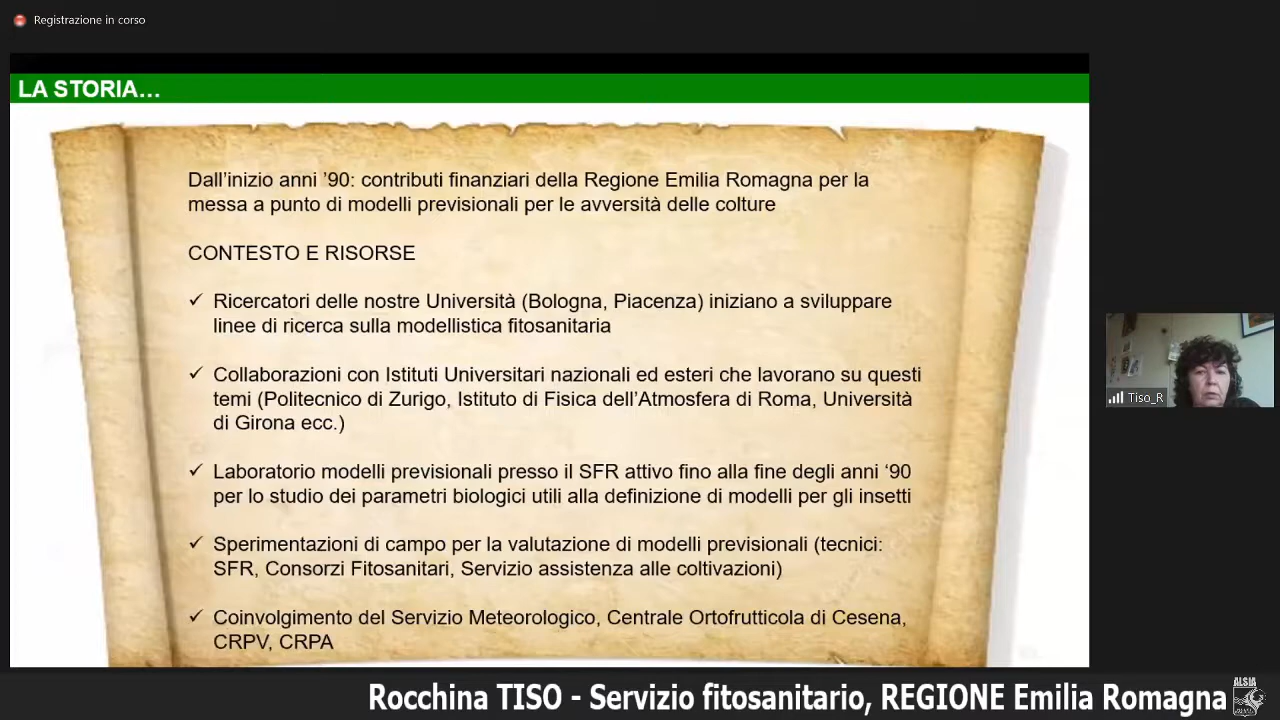 Registrazione in corso
LA STORIA...
Dall'inizio anni '90: contributi finanziari della Regione Emilia Romagna per la
messa a punto di modelli previsionali per le avversità delle colture
CONTESTO E RISORSE
✓ Ricercatori delle nostre Università (Bologna, Piacenza) iniziano a sviluppare
linee di ricerca sulla modellistica fitosanitaria
✓ Collaborazioni con Istituti Universitari nazionali ed esteri che lavorano su questi
temi (Politecnico di Zurigo, Istituto di Fisica dell'Atmosfera di Roma, Università
di Girona ecc.)
✓ Laboratorio modelli previsionali presso il SFR attivo fino alla fine degli anni '90
per lo studio dei parametri biologici utili alla definizione di modelli per gli insetti
✓ Sperimentazioni di campo per la valutazione di modelli previsionali (tecnici:
SFR, Consorzi Fitosanitari, Servizio assistenza alle coltivazioni)
✓ Coinvolgimento del Servizio Meteorologico, Centrale Ortofrutticola di Cesena,
CRPV, CRPA
Tiso_R
Rocchina TISO - Servizio fitosanitario, REGIONE Emilia Romagna
ALSIA